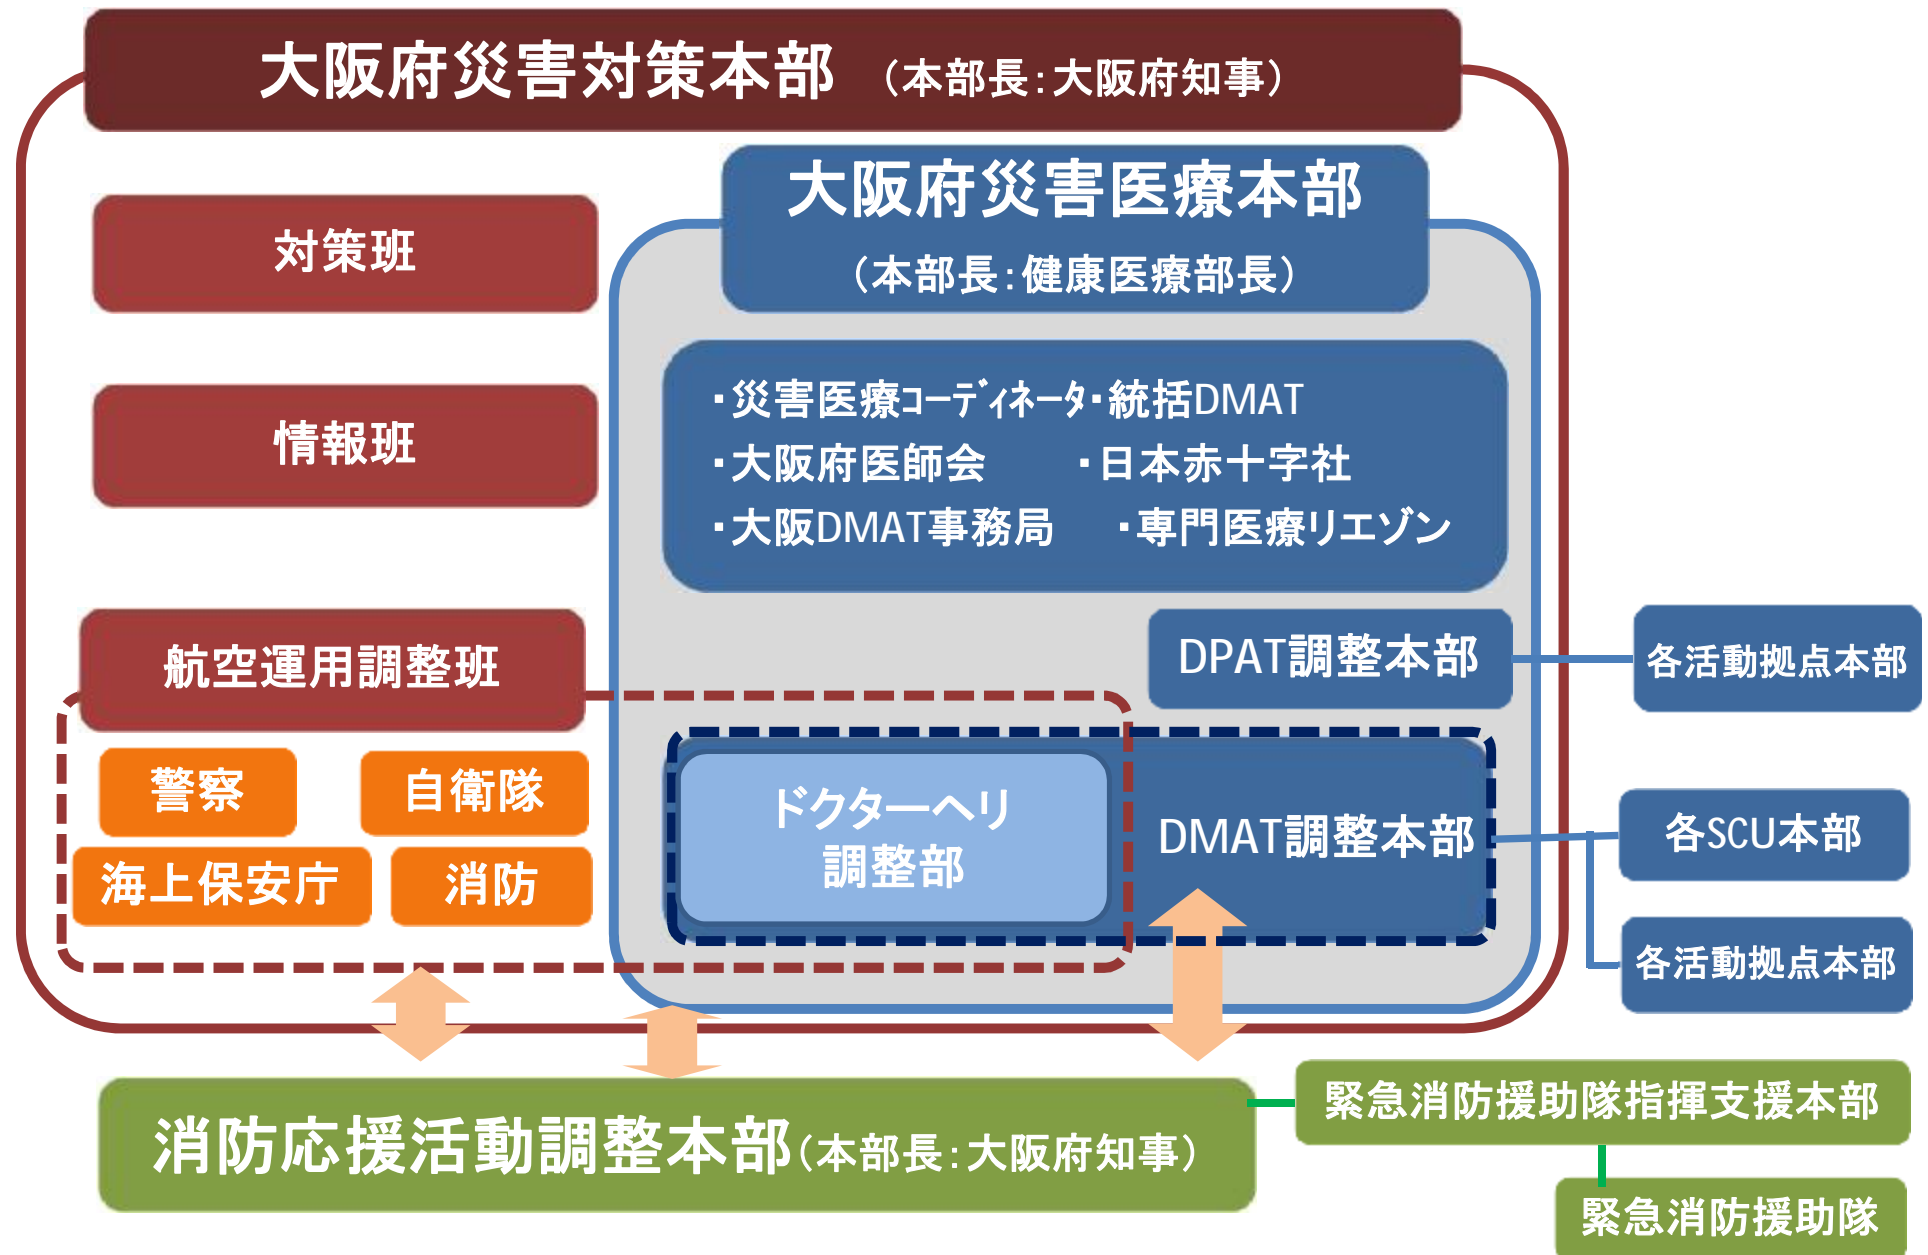 大阪府災害対策本部 （本部長：大阪府知事）
大阪府災害医療本部
（本部長：健康医療部長）
対策班
情報班
・災害医療ｺｰﾃﾞｨﾈｰﾀ・統括DMAT
・大阪府医師会 ・日本赤十字社
・大阪DMAT事務局 ・専門医療リエゾン
航空運用調整班
DPAT調整本部
各活動拠点本部
警察
自衛隊
海上保安庁
消防
ドクターヘリ
調整部
DMAT調整本部
各SCU本部
各活動拠点本部
消防応援活動調整本部（本部長：大阪府知事）
緊急消防援助隊指揮支援本部
緊急消防援助隊